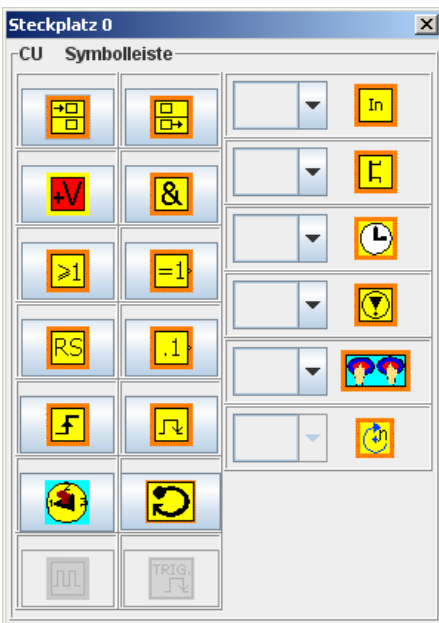 Steckplatz 0
CU Symbolleiste
In
+V
&
≥1
=1
RS
.1
TRIG.